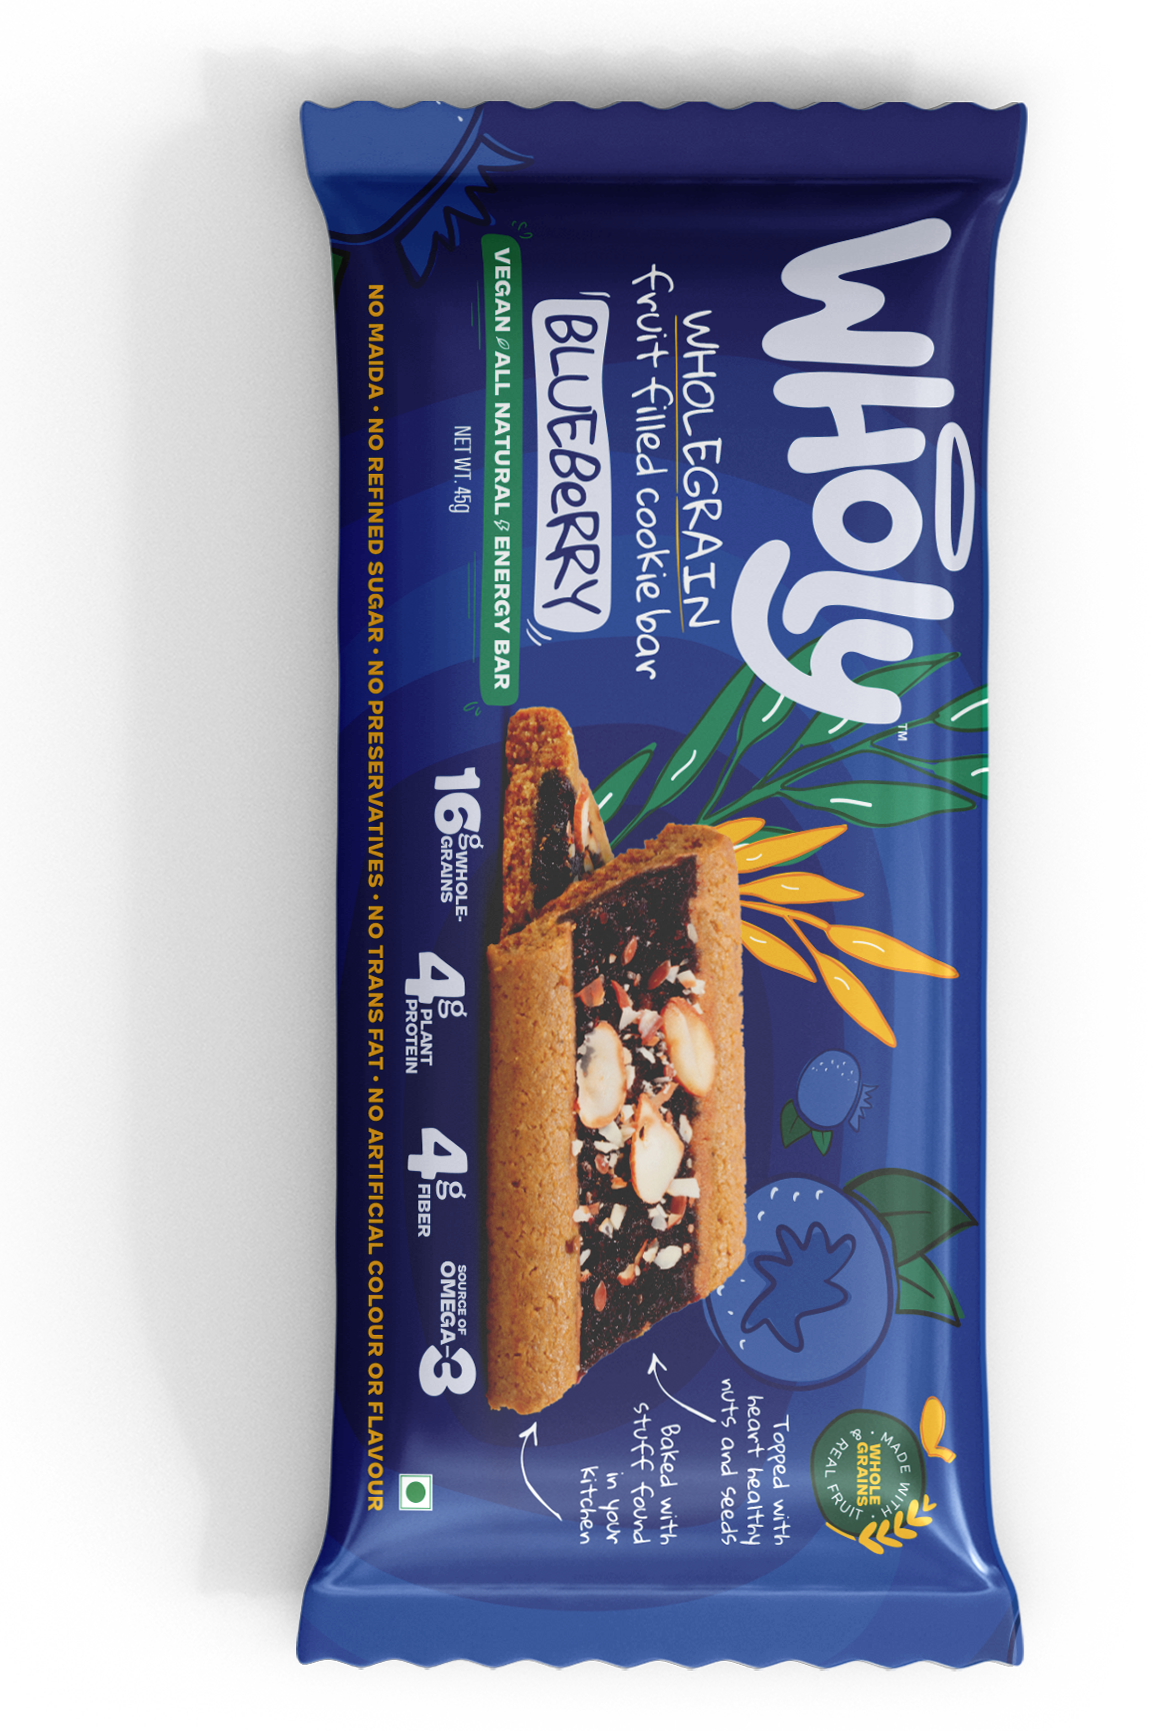 WHOLY™
WHOLEGRAIN
fruit filled cookie bar
BLUEBeRRY
VEGAN ALL NATURAL ENERGY BAR
NET WT. 45g
16g WHOLE-
GRAINS
4g PLANT
PROTEIN
4g FIBER
SOURCE OF
OMEGA-3
Topped with
heart healthy
nuts and seeds
Baked with
stuff found
in your
kitchen
• MADE WITH •
WHOLE
GRAINS
& REAL FRUIT
NO MAIDA • NO REFINED SUGAR • NO PRESERVATIVES • NO TRANS FAT • NO ARTIFICIAL COLOUR OR FLAVOUR